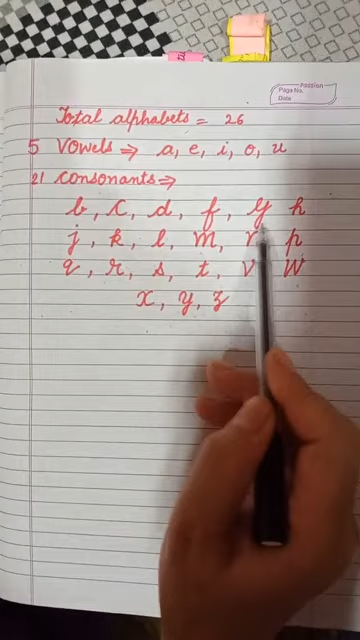 Passion
Page No.
Date
Total alphabets = 26
5 Vowels ⇒ a, e, i, o, u
21 Consonants ⇒
b, c, d, f, g h
j, k, l, m, n, p
q, r, s, t, v, w
x, y, z